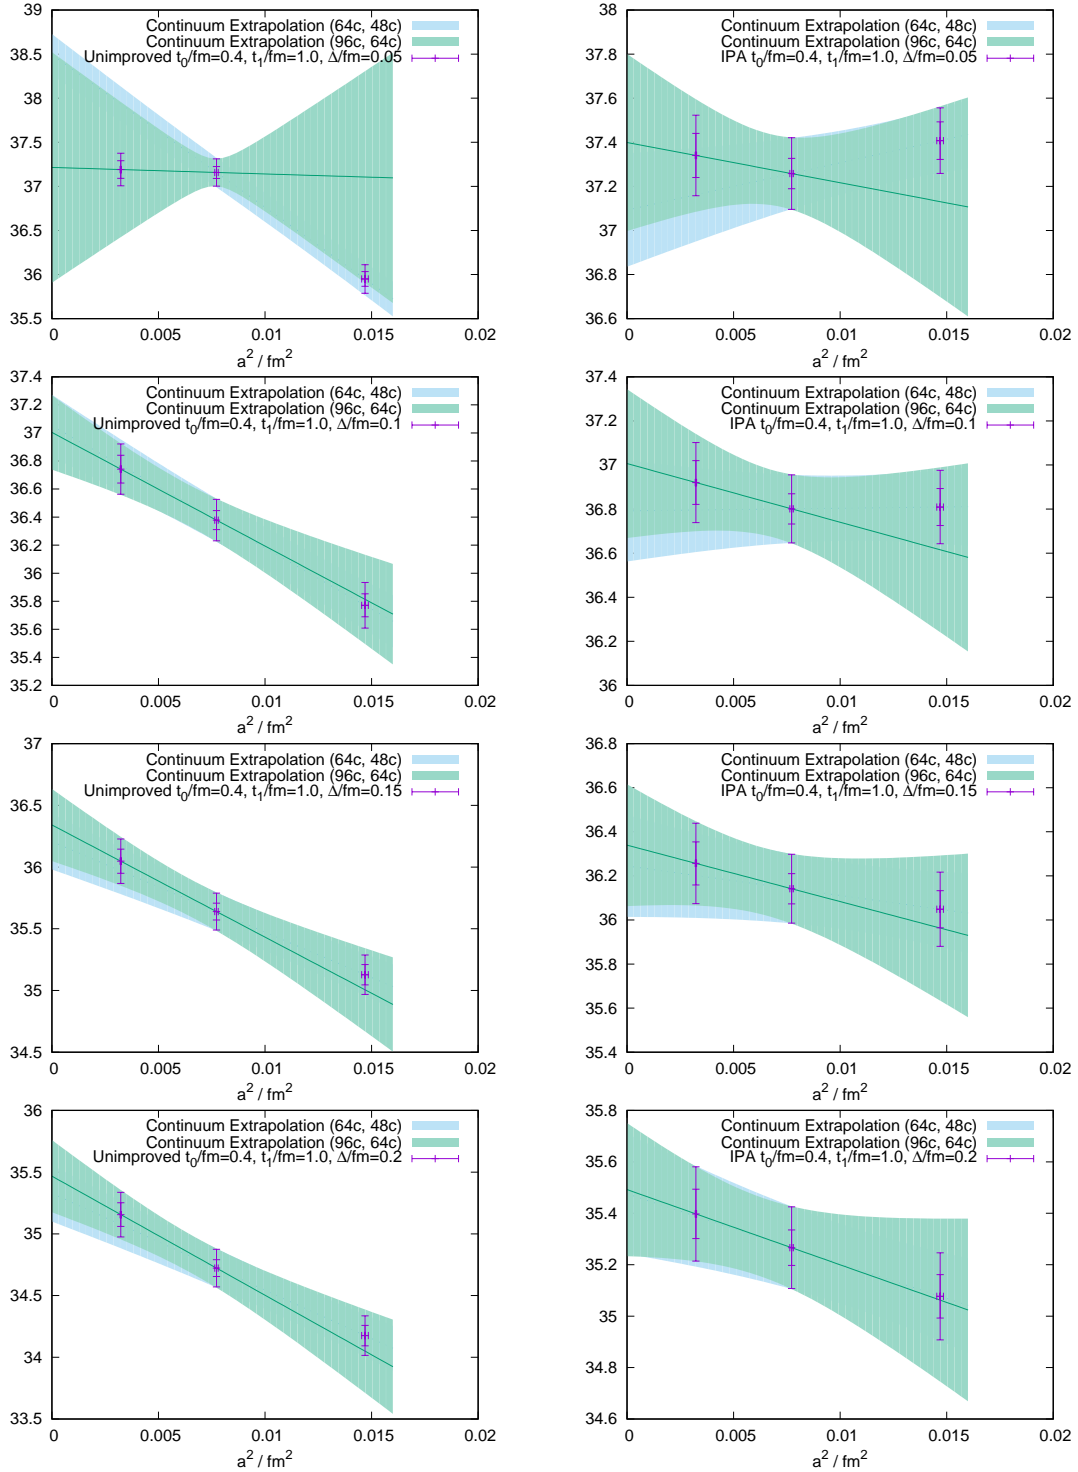 Continuum Extrapolation (64c, 48c)
Continuum Extrapolation (96c, 64c)
Unimproved t0/fm=0.4, t1/fm=1.0, Δ/fm=0.05
39
38.5
38
37.5
37
36.5
36
35.5
0 0.005 0.01 0.015 0.02
a² / fm²
Continuum Extrapolation (64c, 48c)
Continuum Extrapolation (96c, 64c)
IPA t0/fm=0.4, t1/fm=1.0, Δ/fm=0.05
38
37.8
37.6
37.4
37.2
37
36.8
36.6
0 0.005 0.01 0.015 0.02
a² / fm²
Continuum Extrapolation (64c, 48c)
Continuum Extrapolation (96c, 64c)
Unimproved t0/fm=0.4, t1/fm=1.0, Δ/fm=0.1
37.4
37.2
37
36.8
36.6
36.4
36.2
36
35.8
35.6
35.4
35.2
0 0.005 0.01 0.015 0.02
a² / fm²
Continuum Extrapolation (64c, 48c)
Continuum Extrapolation (96c, 64c)
IPA t0/fm=0.4, t1/fm=1.0, Δ/fm=0.1
37.4
37.2
37
36.8
36.6
36.4
36.2
36
0 0.005 0.01 0.015 0.02
a² / fm²
Continuum Extrapolation (64c, 48c)
Continuum Extrapolation (96c, 64c)
Unimproved t0/fm=0.4, t1/fm=1.0, Δ/fm=0.15
37
36.5
36
35.5
35
34.5
0 0.005 0.01 0.015 0.02
a² / fm²
Continuum Extrapolation (64c, 48c)
Continuum Extrapolation (96c, 64c)
IPA t0/fm=0.4, t1/fm=1.0, Δ/fm=0.15
36.8
36.6
36.4
36.2
36
35.8
35.6
35.4
0 0.005 0.01 0.015 0.02
a² / fm²
Continuum Extrapolation (64c, 48c)
Continuum Extrapolation (96c, 64c)
Unimproved t0/fm=0.4, t1/fm=1.0, Δ/fm=0.2
36
35.5
35
34.5
34
33.5
0 0.005 0.01 0.015 0.02
a² / fm²
Continuum Extrapolation (64c, 48c)
Continuum Extrapolation (96c, 64c)
IPA t0/fm=0.4, t1/fm=1.0, Δ/fm=0.2
35.8
35.6
35.4
35.2
35
34.8
34.6
0 0.005 0.01 0.015 0.02
a² / fm²